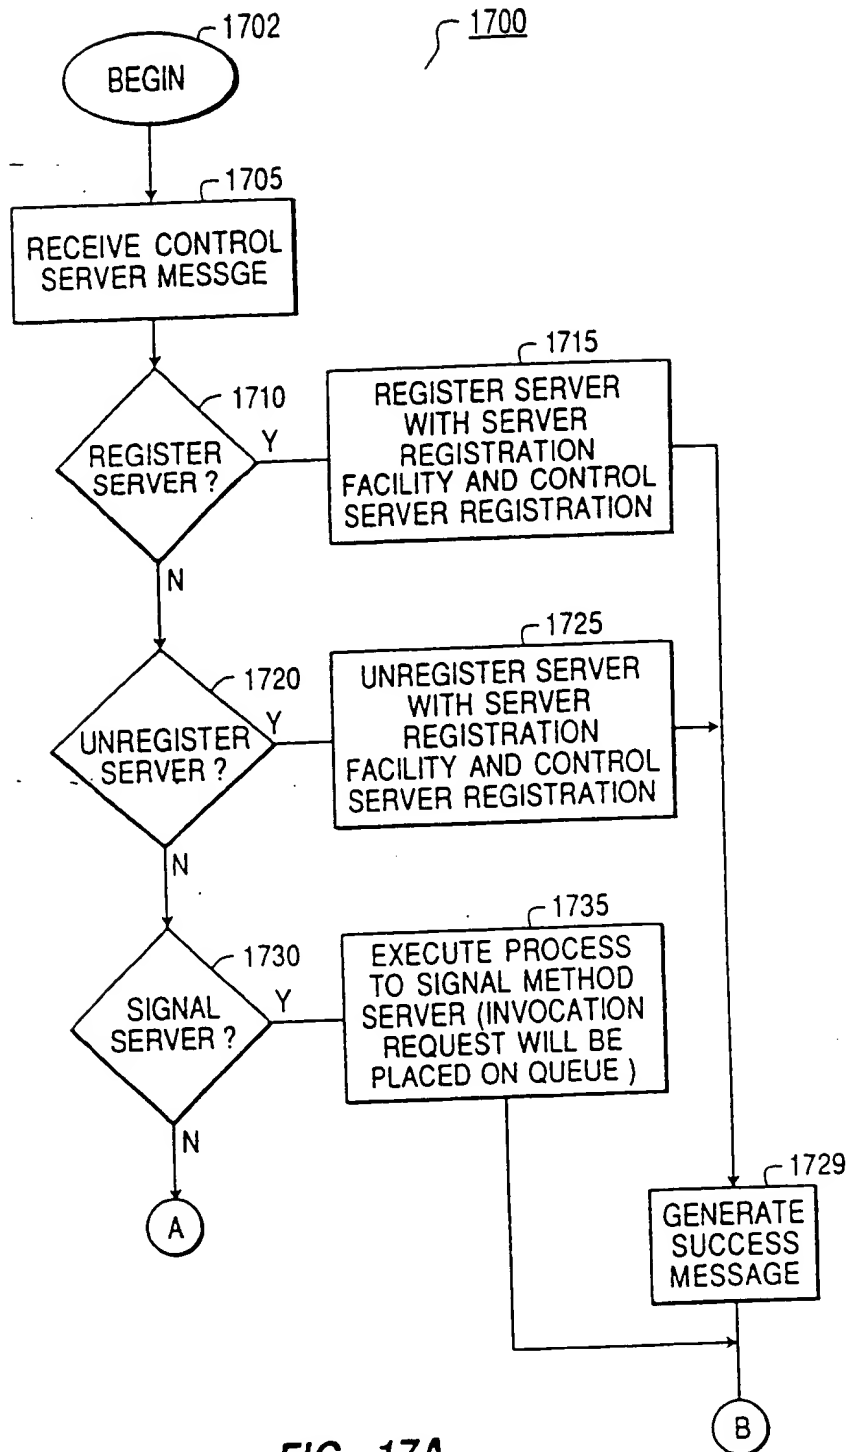 1702
1700
BEGIN
1705
RECEIVE CONTROL
SERVER MESSGE
1710
REGISTER
SERVER ?
Y
N
1715
REGISTER SERVER
WITH SERVER
REGISTRATION
FACILITY AND CONTROL
SERVER REGISTRATION
1720
UNREGISTER
SERVER ?
Y
N
1725
UNREGISTER SERVER
WITH SERVER
REGISTRATION
FACILITY AND CONTROL
SERVER REGISTRATION
1730
SIGNAL
SERVER ?
Y
N
1735
EXECUTE PROCESS
TO SIGNAL METHOD
SERVER (INVOCATION
REQUEST WILL BE
PLACED ON QUEUE )
A
1729
GENERATE
SUCCESS
MESSAGE
B
FIG. 17A